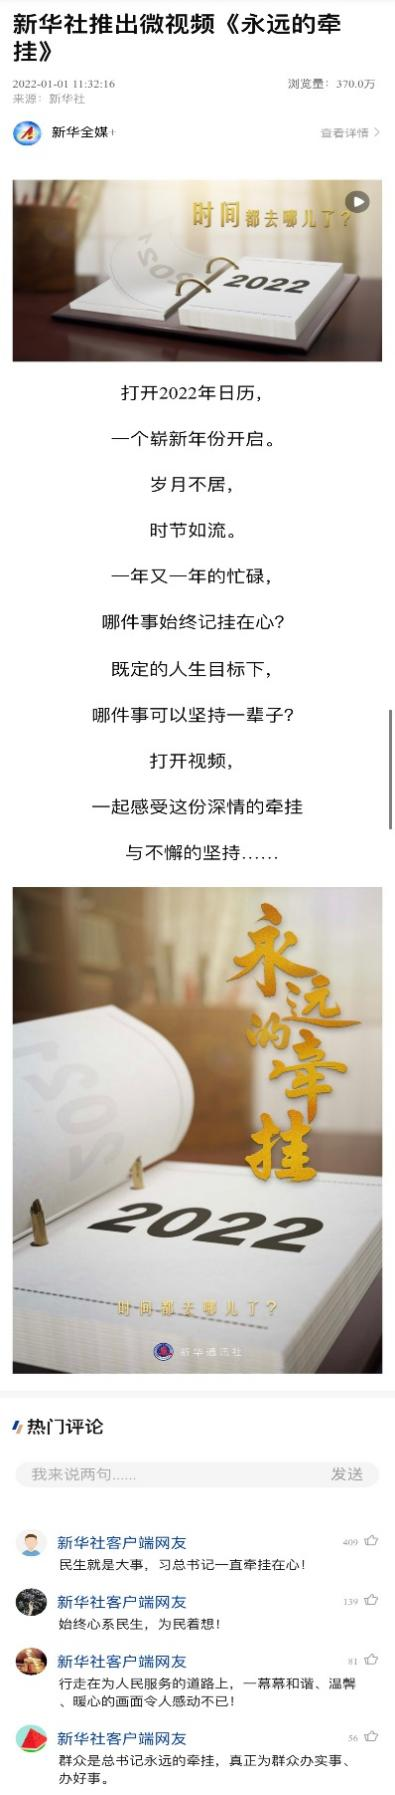 新华社推出微视频《永远的牵
挂》
2022-01-01 11:32:16
浏览量：370.0万
来源：新华社
新华全媒+
查看详情
时间都去哪儿了？
2021
2022
打开2022年日历，
一个崭新年份开启。
岁月不居，
时节如流。
一年又一年的忙碌，
哪件事始终记挂在心？
既定的人生目标下，
哪件事可以坚持一辈子？
打开视频，
一起感受这份深情的牵挂
与不懈的坚持……
永远的牵挂
2021
2022
时间都去哪儿了？
新华通讯社
热门评论
我来说两句......
发送
新华社客户端网友
409
民生就是大事，习总书记一直牵挂在心！
新华社客户端网友
139
始终心系民生，为民着想！
新华社客户端网友
81
行走在为人民服务的道路上，一幕幕和谐、温馨
、暖心的画面令人感动不已！
新华社客户端网友
56
群众是总书记永远的牵挂，真正为群众办实事、
办好事。